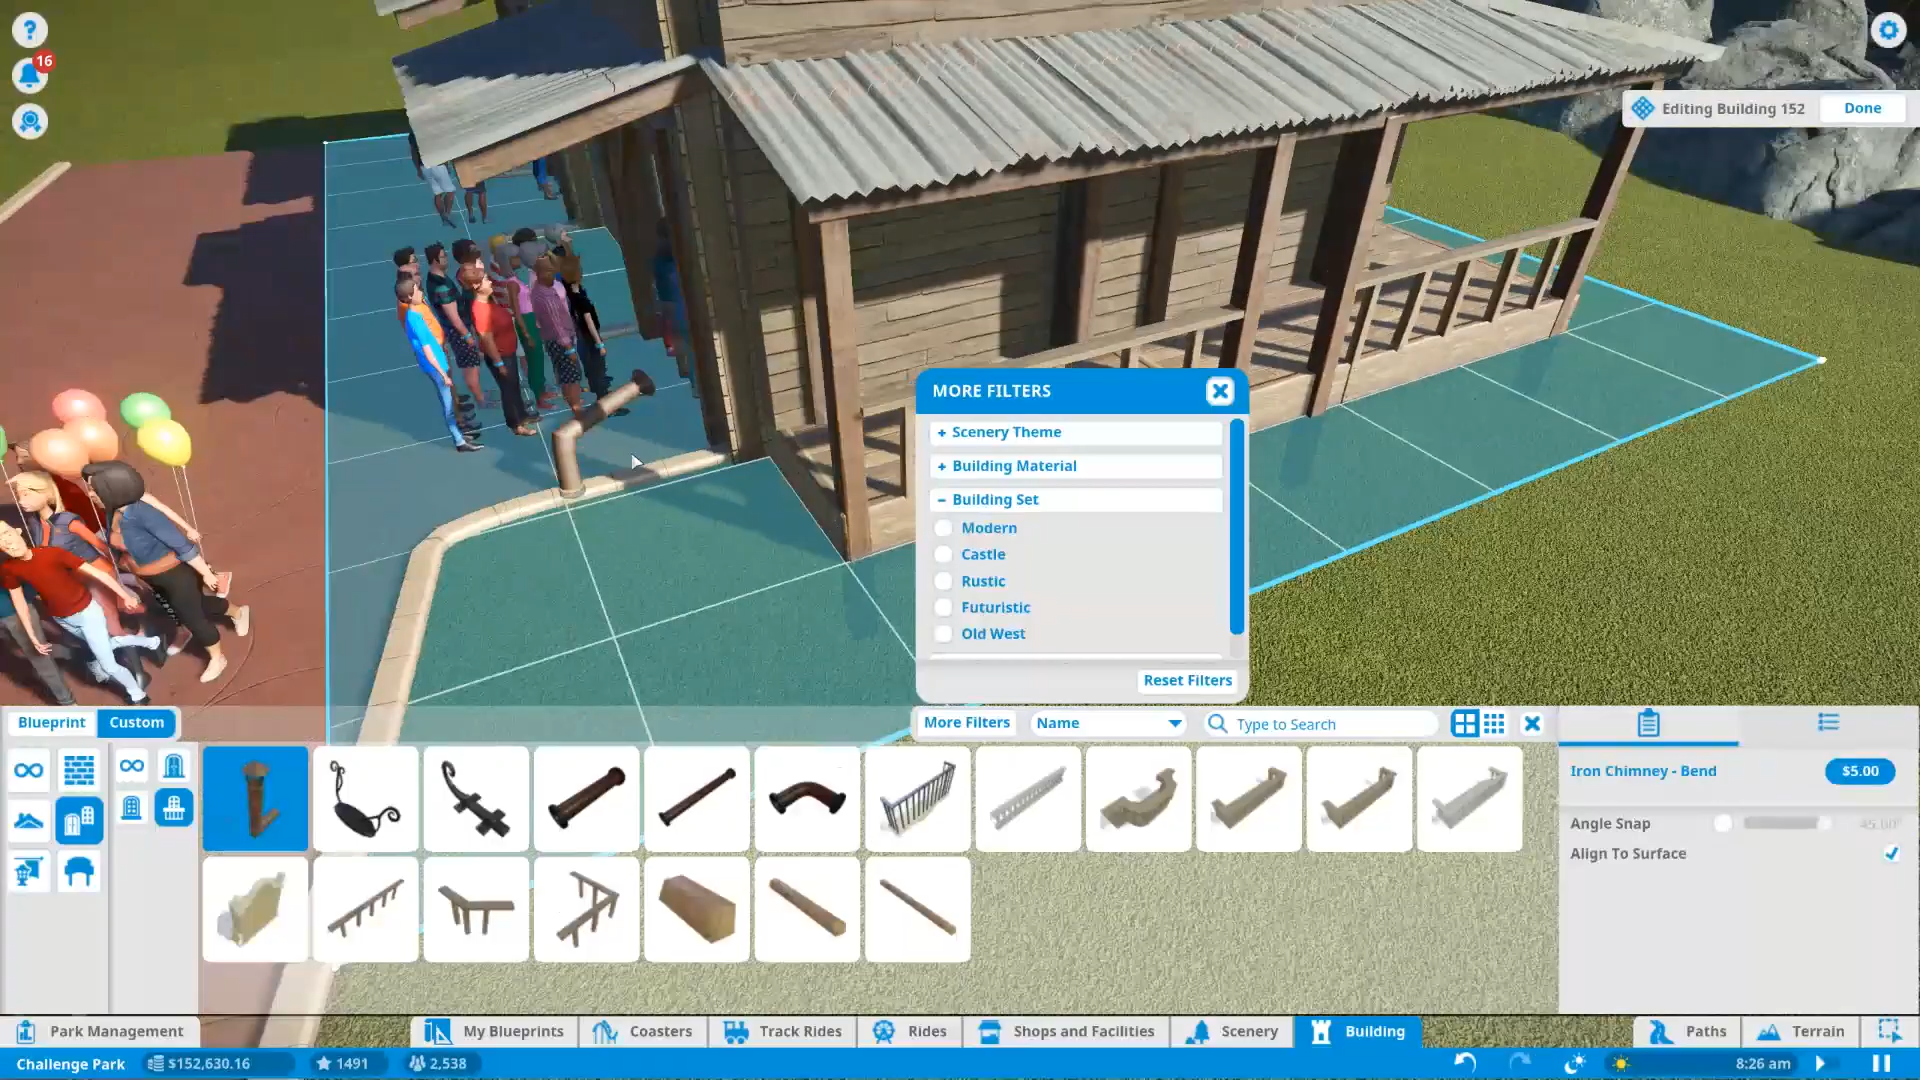 16
Editing Building 152
Done
MORE FILTERS
+ Scenery Theme
+ Building Material
− Building Set
Modern
Castle
Rustic
Futuristic
Old West
Reset Filters
Blueprint
Custom
More Filters
Name
Type to Search
Iron Chimney - Bend
$5.00
Angle Snap
45.00°
Align To Surface
Park Management
My Blueprints
Coasters
Track Rides
Rides
Shops and Facilities
Scenery
Building
Paths
Terrain
Challenge Park
$152,630.16
1491
2,538
8:26 am